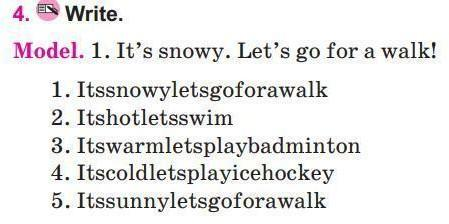 4. Write.
Model. 1. It's snowy. Let's go for a walk!
1. Itssnowyletsgoforawalk
2. Itshotletsswim
3. Itswarmletsplaybadminton
4. Itscoldletsplayicehockey
5. Itssunnyletsgoforawalk